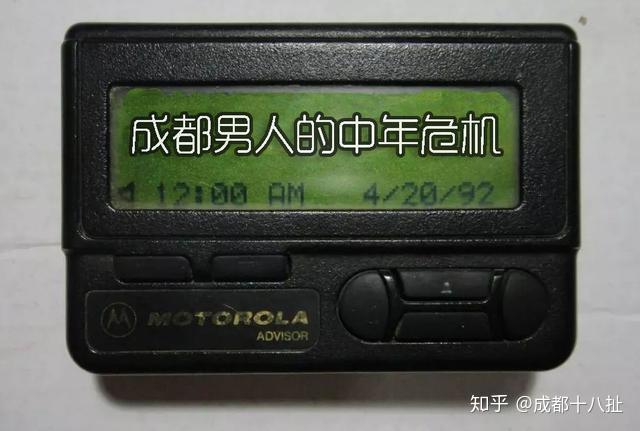 成都男人的中年危机
12:00 AM 4/20/92
MOTOROLA
ADVISOR
知乎 @成都十八扯